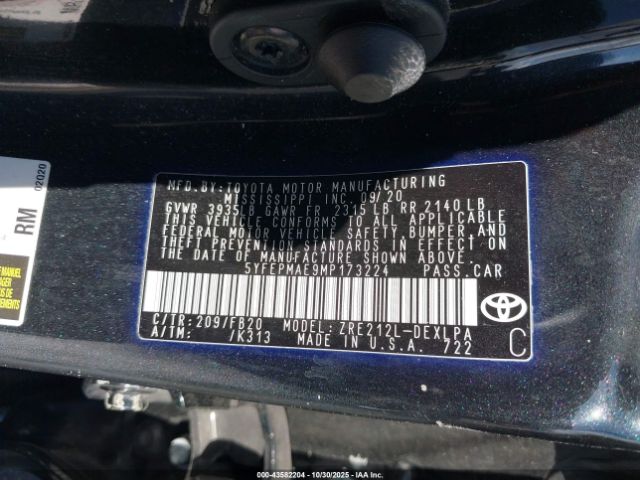 02020
RM
MFD.BY:TOYOTA MOTOR MANUFACTURING
MISSISSIPPI INC. 09/20
GVWR 3935LB GAWR FR 2315 LB RR 2140 LB
THIS VEHICLE CONFORMS TO ALL APPLICABLE
FEDERAL MOTOR VEHICLE SAFETY, BUMPER AND
THEFT PREVENTION STANDARDS IN EFFECT ON
THE DATE OF MANUFACTURE SHOWN ABOVE.
5YFEPMAE9MP173224 PASS.CAR
C/TR:209/FB20 MODEL: ZRE212L-DEXLPA
A/TM: /K313 MADE IN U.S.A. 722
C
MANUEL
00-43582204 - 10/30/2025 - IAAI